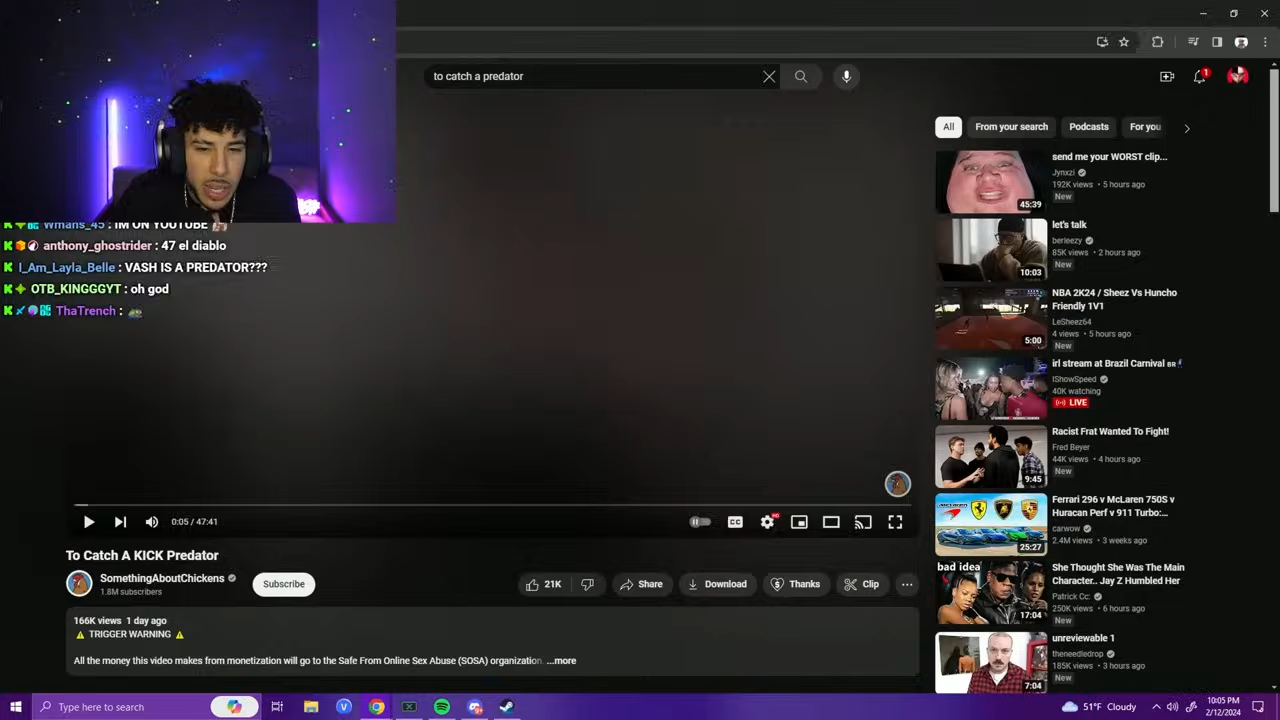 to catch a predator
1
Wmans_45 : IM ON YOUTUBE
anthony_ghostrider : 47 el diablo
I_Am_Layla_Belle : VASH IS A PREDATOR???
OTB_KINGGGYT : oh god
ThaTrench :
0:05 / 47:41
CC
HD
To Catch A KICK Predator
SomethingAboutChickens
1.8M subscribers
Subscribe
21K
Share
Download
Thanks
Clip
166K views 1 day ago
⚠ TRIGGER WARNING ⚠
All the money this video makes from monetization will go to the Safe From Online Sex Abuse (SOSA) organization. ...more
All
From your search
Podcasts
For you
45:39
send me your WORST clip...
Jynxzi
192K views • 5 hours ago
New
10:03
let's talk
berleezy
85K views • 2 hours ago
New
5:00
NBA 2K24 / Sheez Vs Huncho
Friendly 1V1
LeSheez64
4 views • 5 hours ago
New
irl stream at Brazil Carnival BR
IShowSpeed
40K watching
LIVE
9:45
Racist Frat Wanted To Fight!
Fred Beyer
44K views • 4 hours ago
New
25:27
Ferrari 296 v McLaren 750S v
Huracan Perf v 911 Turbo:...
carwow
2.4M views • 3 weeks ago
bad idea
17:04
She Thought She Was The Main
Character.. Jay Z Humbled Her
Patrick Cc:
250K views • 6 hours ago
New
7:04
unreviewable 1
theneedledrop
185K views • 3 hours ago
New
Type here to search
51°F Cloudy
10:05 PM
2/12/2024